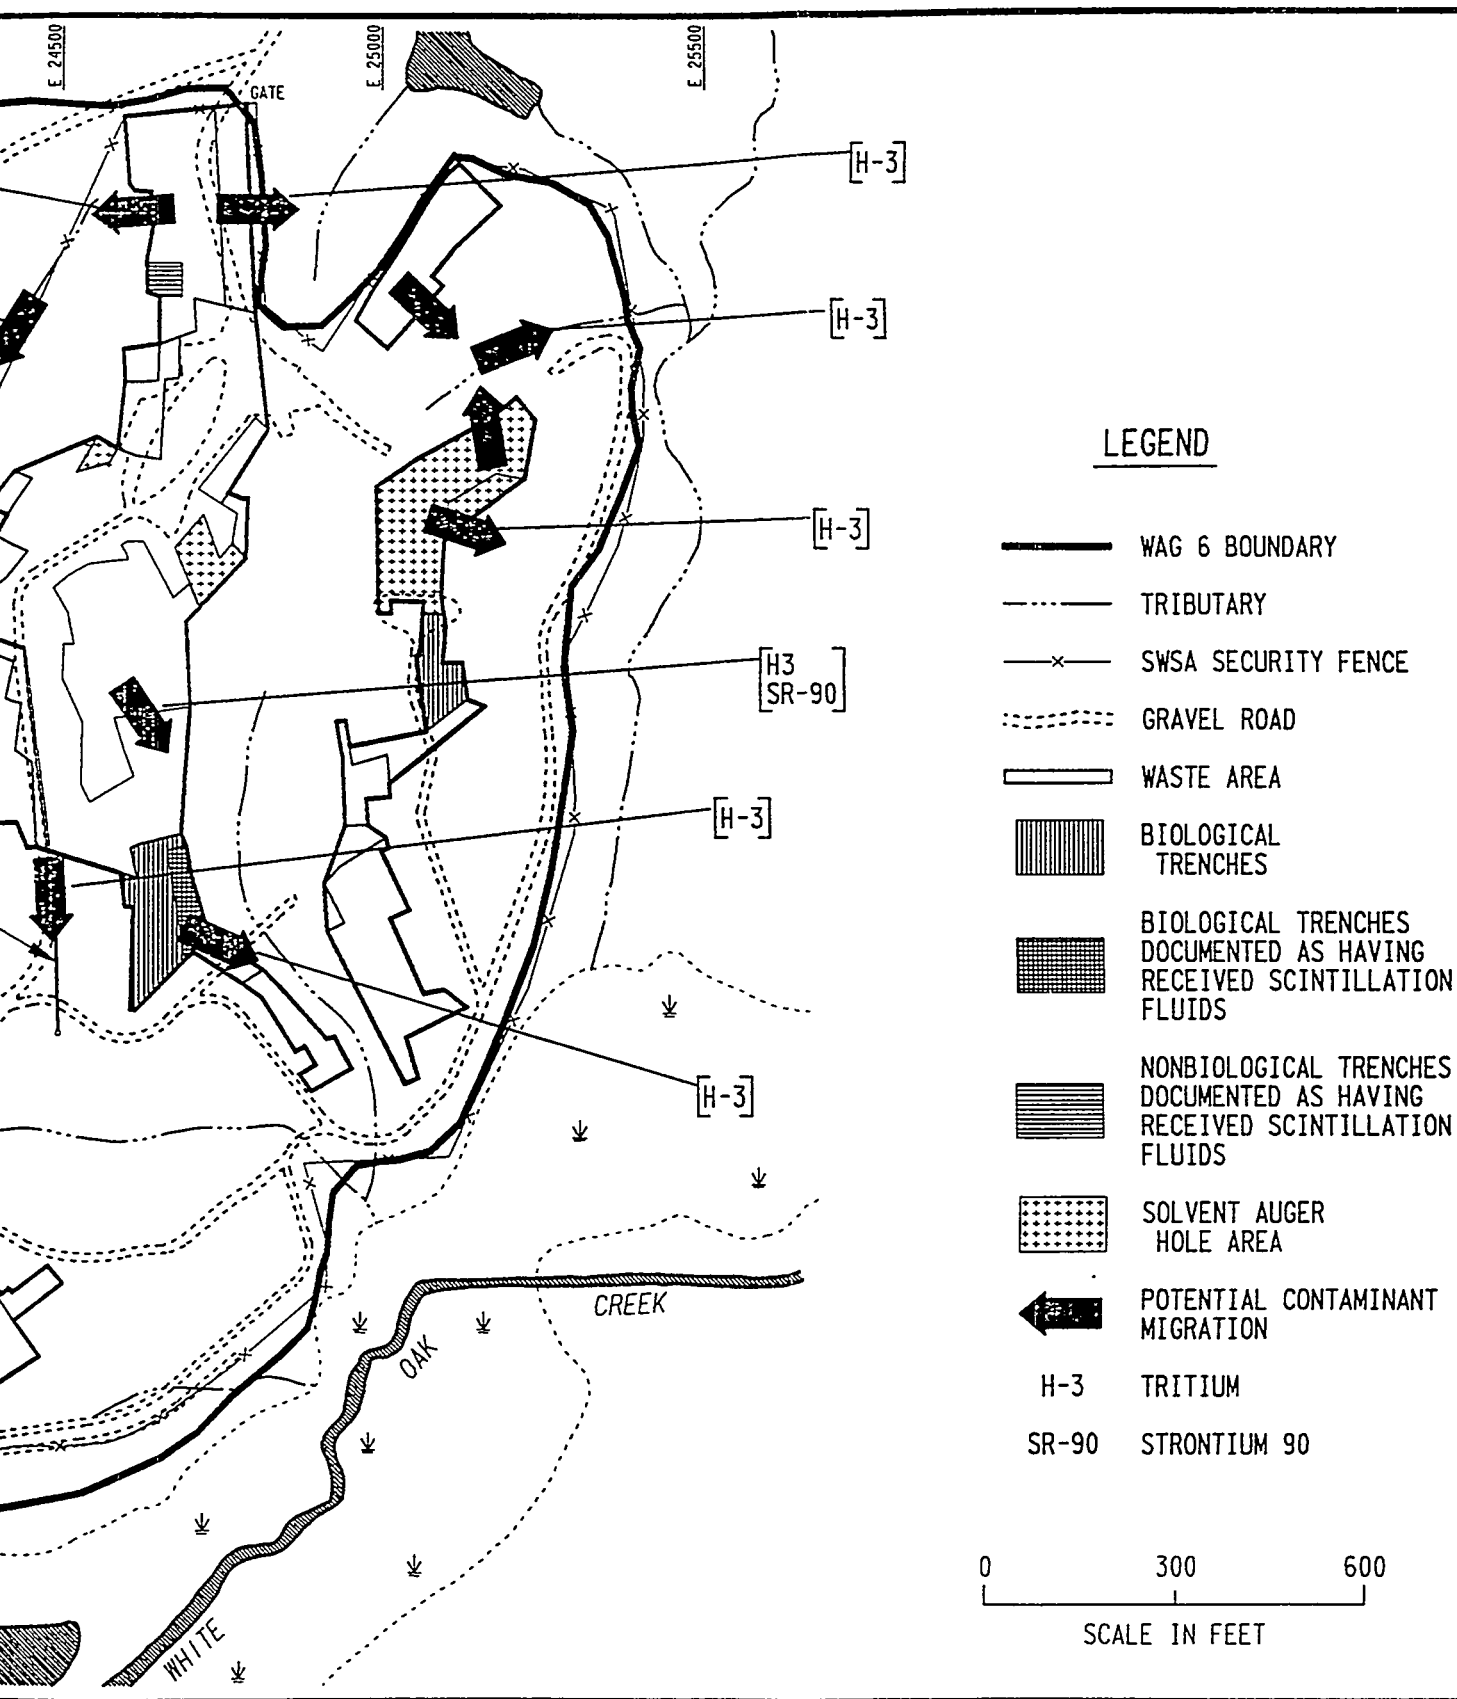 E 24500
E 25000
E 25500
GATE
[H-3]
[H-3]
[H-3]
[H3
SR-90]
[H-3]
[H-3]
CREEK
OAK
WHITE
LEGEND
WAG 6 BOUNDARY
TRIBUTARY
SWSA SECURITY FENCE
GRAVEL ROAD
WASTE AREA
BIOLOGICAL
TRENCHES
BIOLOGICAL TRENCHES
DOCUMENTED AS HAVING
RECEIVED SCINTILLATION
FLUIDS
NONBIOLOGICAL TRENCHES
DOCUMENTED AS HAVING
RECEIVED SCINTILLATION
FLUIDS
SOLVENT AUGER
HOLE AREA
POTENTIAL CONTAMINANT
MIGRATION
H-3 TRITIUM
SR-90 STRONTIUM 90
0 300 600
SCALE IN FEET